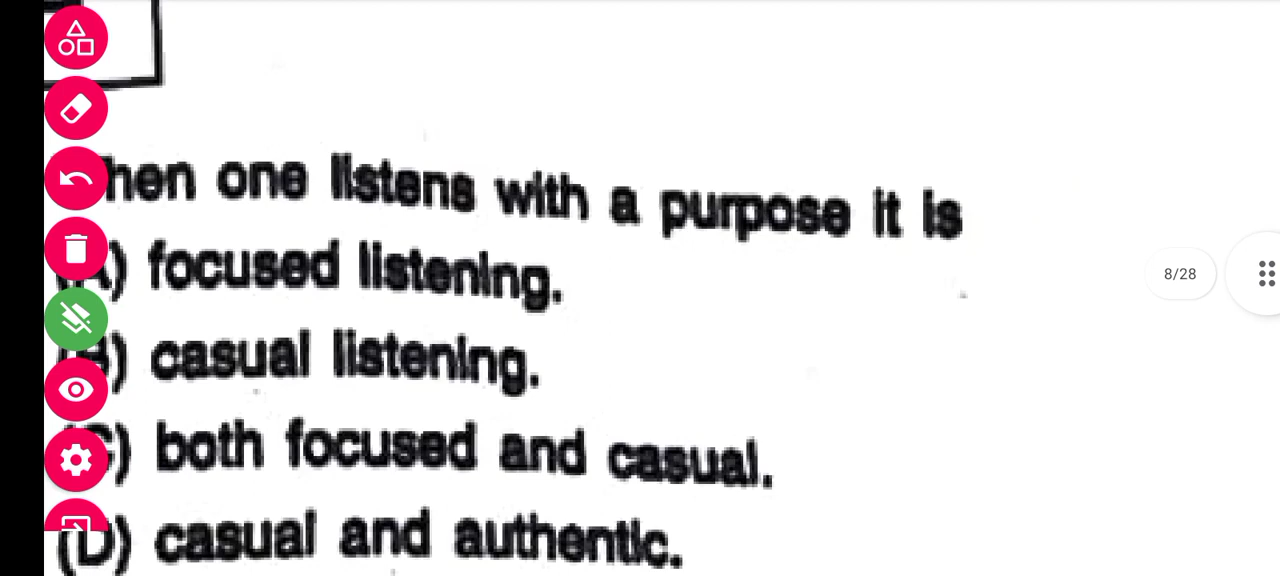 hen one listens with a purpose it is
(A) focused listening.
(B) casual listening.
(C) both focused and casual.
(D) casual and authentic.
8/28